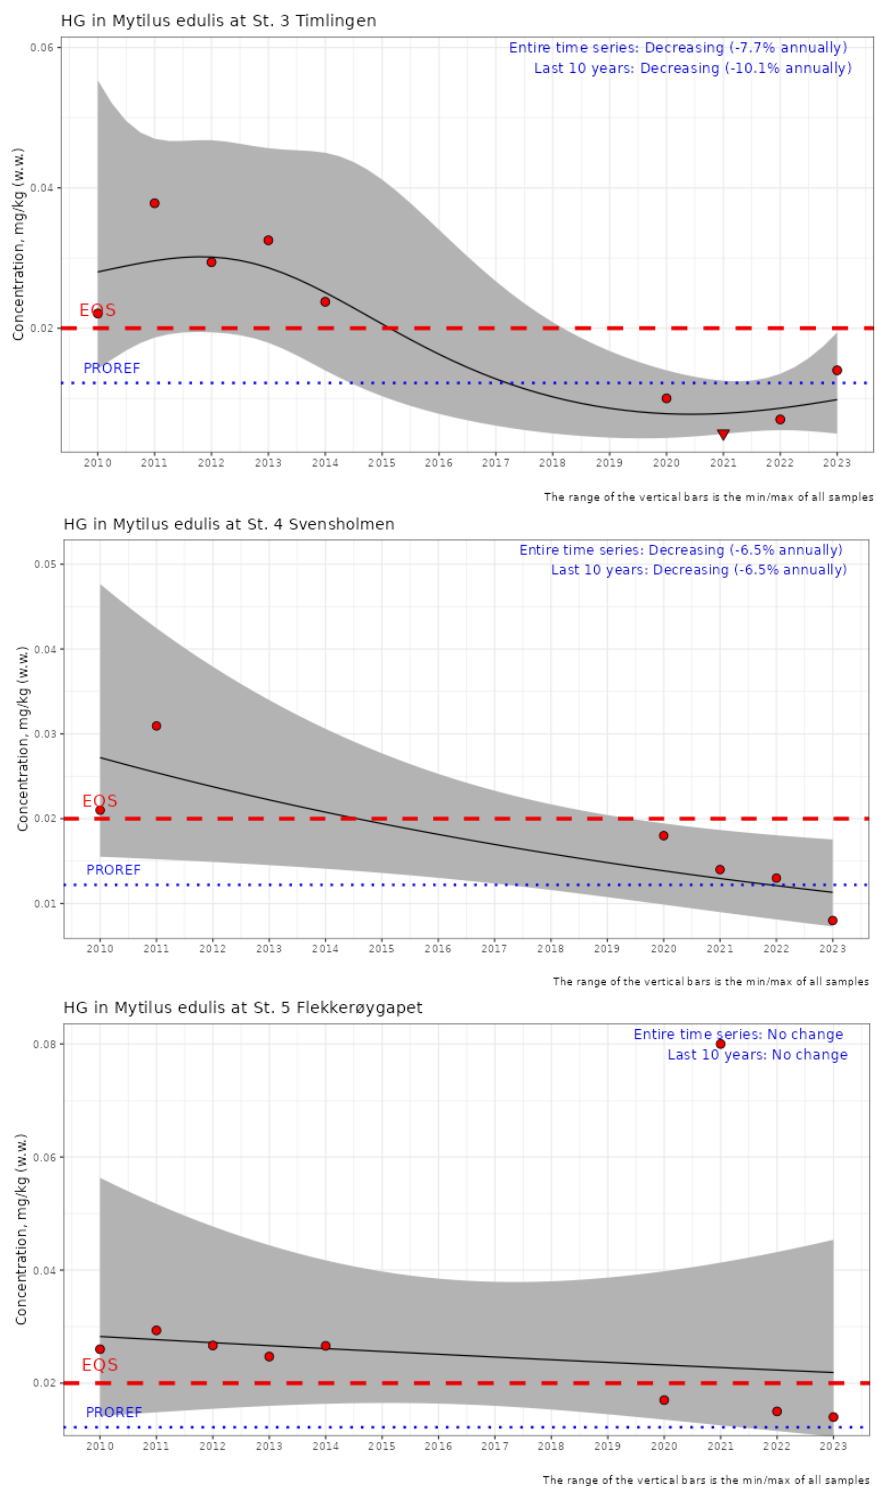 HG in Mytilus edulis at St. 3 Timlingen
Entire time series: Decreasing (-7.7% annually)
Last 10 years: Decreasing (-10.1% annually)
Concentration, mg/kg (w.w.)
0.06
0.04
0.02
EQS
PROREF
2010 2011 2012 2013 2014 2015 2016 2017 2018 2019 2020 2021 2022 2023
The range of the vertical bars is the min/max of all samples
HG in Mytilus edulis at St. 4 Svensholmen
Entire time series: Decreasing (-6.5% annually)
Last 10 years: Decreasing (-6.5% annually)
Concentration, mg/kg (w.w.)
0.05
0.04
0.03
0.02
0.01
EQS
PROREF
2010 2011 2012 2013 2014 2015 2016 2017 2018 2019 2020 2021 2022 2023
The range of the vertical bars is the min/max of all samples
HG in Mytilus edulis at St. 5 Flekkerøygapet
Entire time series: No change
Last 10 years: No change
Concentration, mg/kg (w.w.)
0.08
0.06
0.04
0.02
EQS
PROREF
2010 2011 2012 2013 2014 2015 2016 2017 2018 2019 2020 2021 2022 2023
The range of the vertical bars is the min/max of all samples